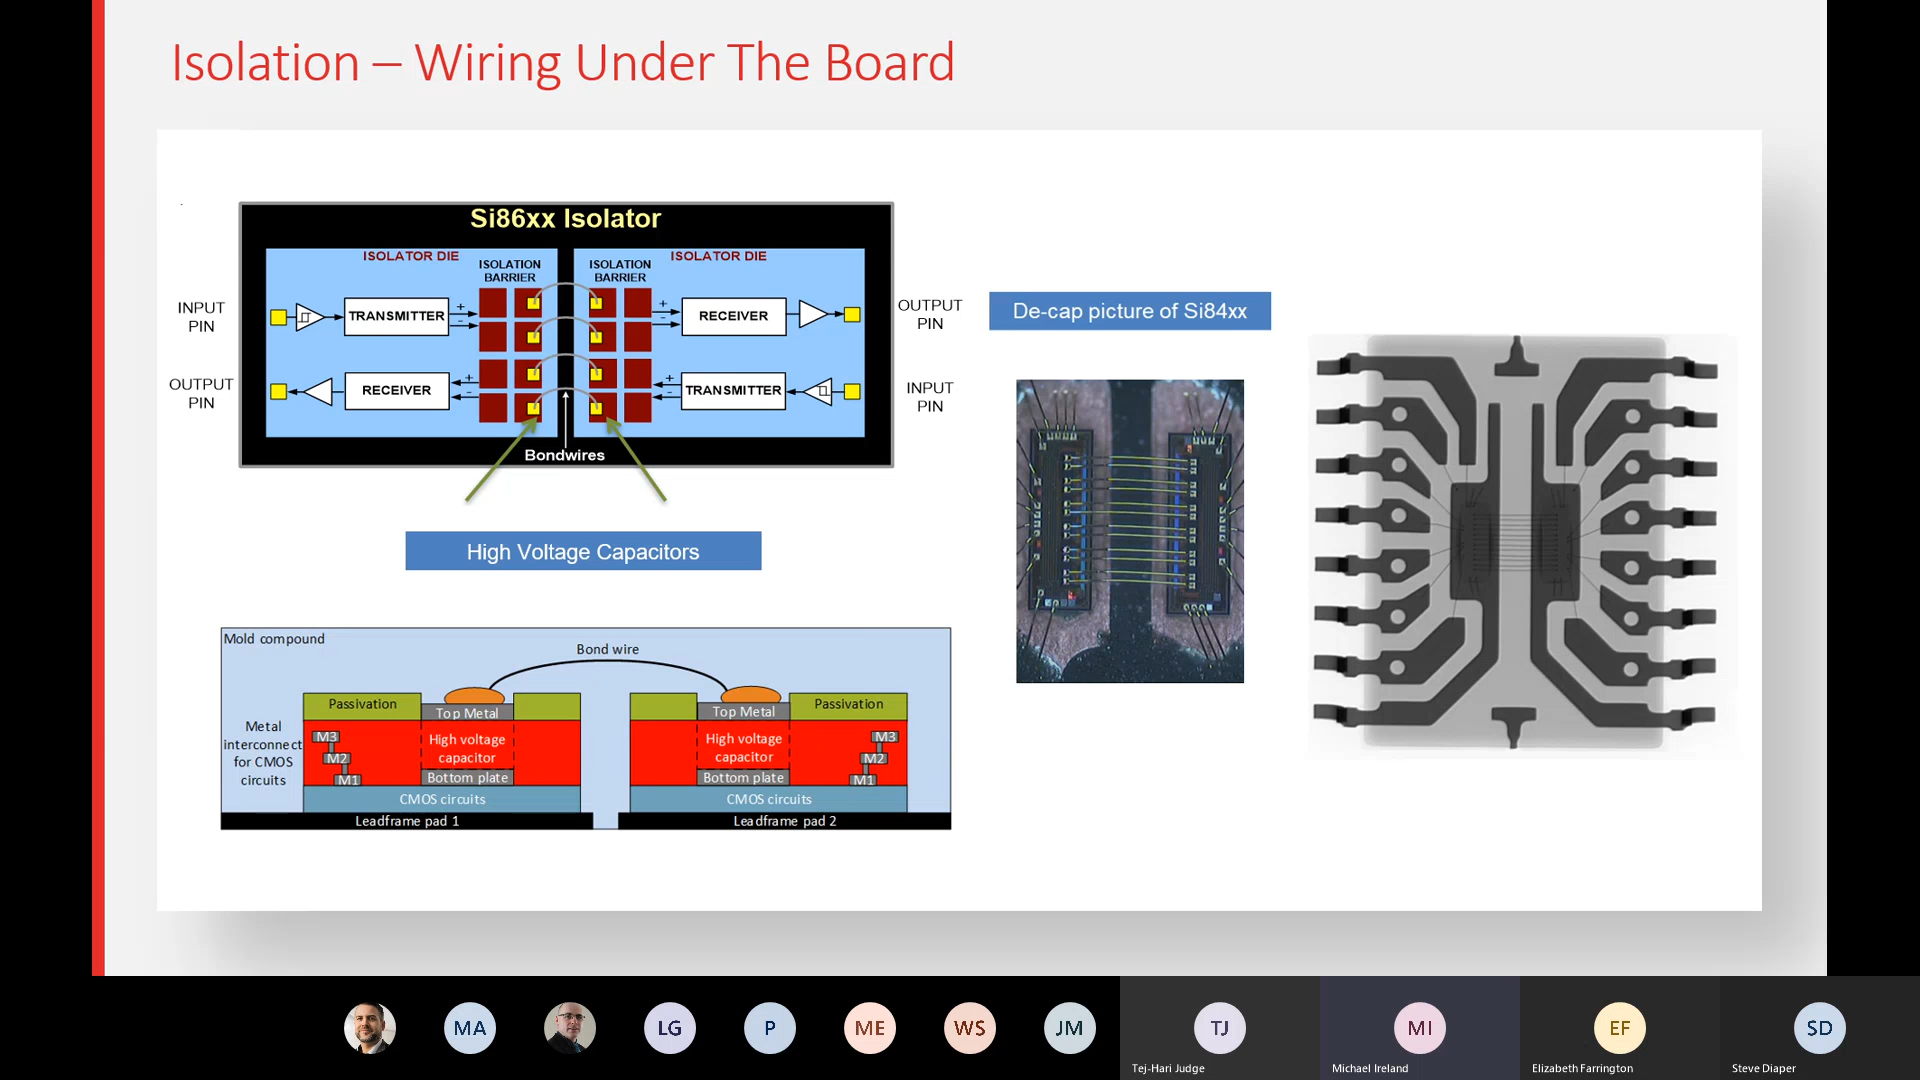 Isolation – Wiring Under The Board
Si86xx Isolator
ISOLATOR DIE
ISOLATOR DIE
ISOLATION
BARRIER
ISOLATION
BARRIER
INPUT
PIN
TRANSMITTER
+
-
+
-
RECEIVER
OUTPUT
PIN
OUTPUT
PIN
RECEIVER
+
-
+
-
TRANSMITTER
INPUT
PIN
Bondwires
High Voltage Capacitors
De-cap picture of Si84xx
Mold compound
Bond wire
Passivation
Top Metal
Top Metal
Passivation
Metal
interconnect
for CMOS
circuits
M3
M2
M1
High voltage
capacitor
Bottom plate
High voltage
capacitor
Bottom plate
M3
M2
M1
CMOS circuits
CMOS circuits
Leadframe pad 1
Leadframe pad 2
MA
LG
P
ME
WS
JM
TJ
MI
EF
SD
Tej-Hari Judge
Michael Ireland
Elizabeth Farrington
Steve Diaper